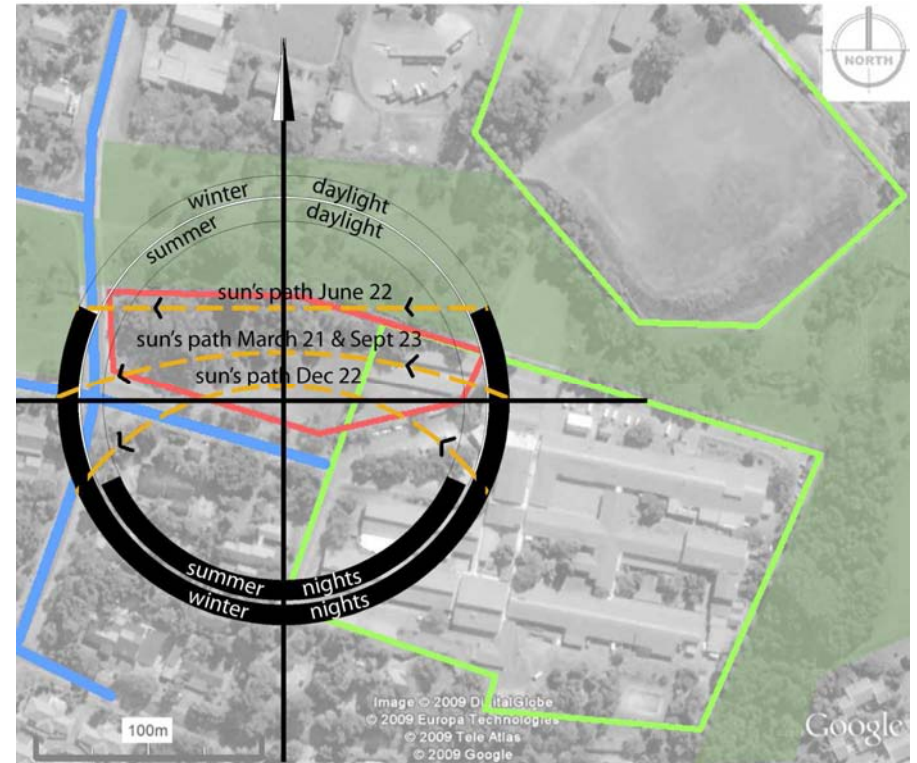 NORTH
winter daylight
summer daylight
sun's path June 22
sun's path March 21 & Sept 23
sun's path Dec 22
summer nights
winter nights
100m
Image © 2009 DigitalGlobe
© 2009 Europa Technologies
© 2009 Tele Atlas
© 2009 Google
Google